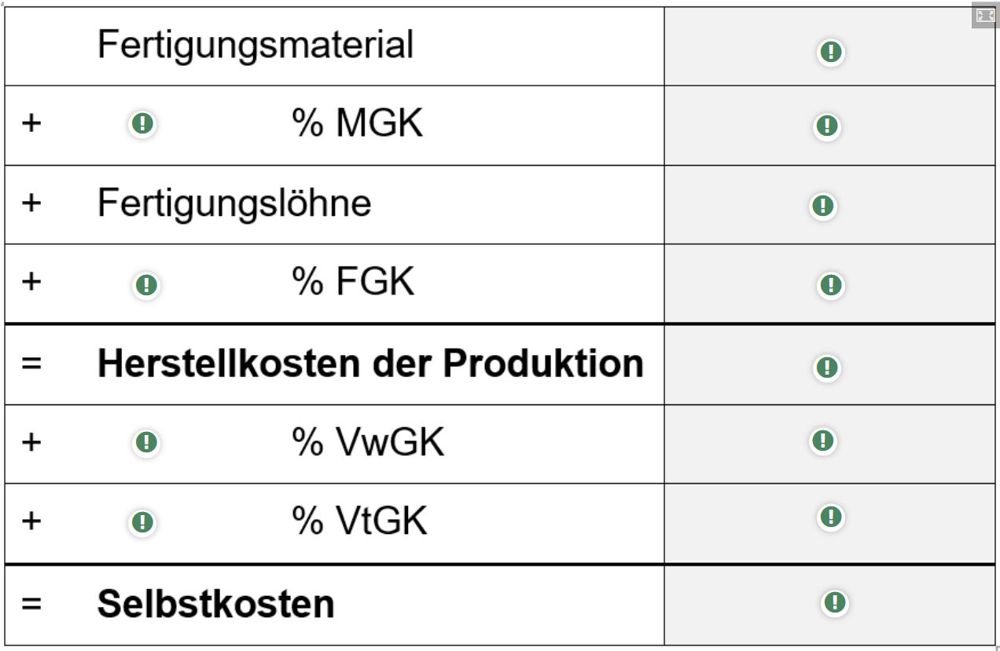 Fertigungsmaterial !
+ ! % MGK !
+ Fertigungslöhne !
+ ! % FGK !
= Herstellkosten der Produktion !
+ ! % VwGK !
+ ! % VtGK !
= Selbstkosten !